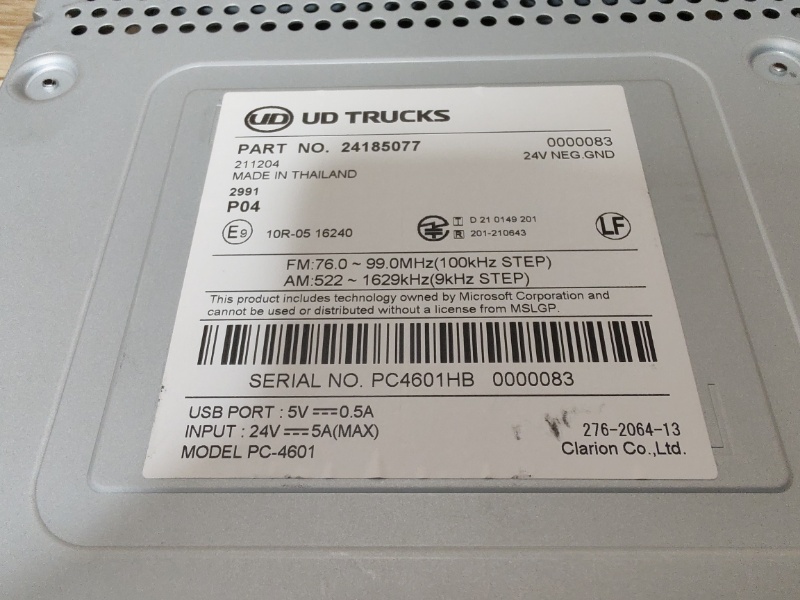 UD UD TRUCKS
PART NO. 24185077
0000083
211204
24V NEG.GND
MADE IN THAILAND
2991
P04
E9 10R-05 16240
T D 21 0149 201
R 201-210643
LF
FM:76.0 ~ 99.0MHz(100kHz STEP)
AM:522 ~ 1629kHz(9kHz STEP)
This product includes technology owned by Microsoft Corporation and
cannot be used or distributed without a license from MSLGP.
SERIAL NO. PC4601HB 0000083
USB PORT : 5V⎓0.5A
INPUT : 24V⎓5A(MAX)
MODEL PC-4601
276-2064-13
Clarion Co.,Ltd.